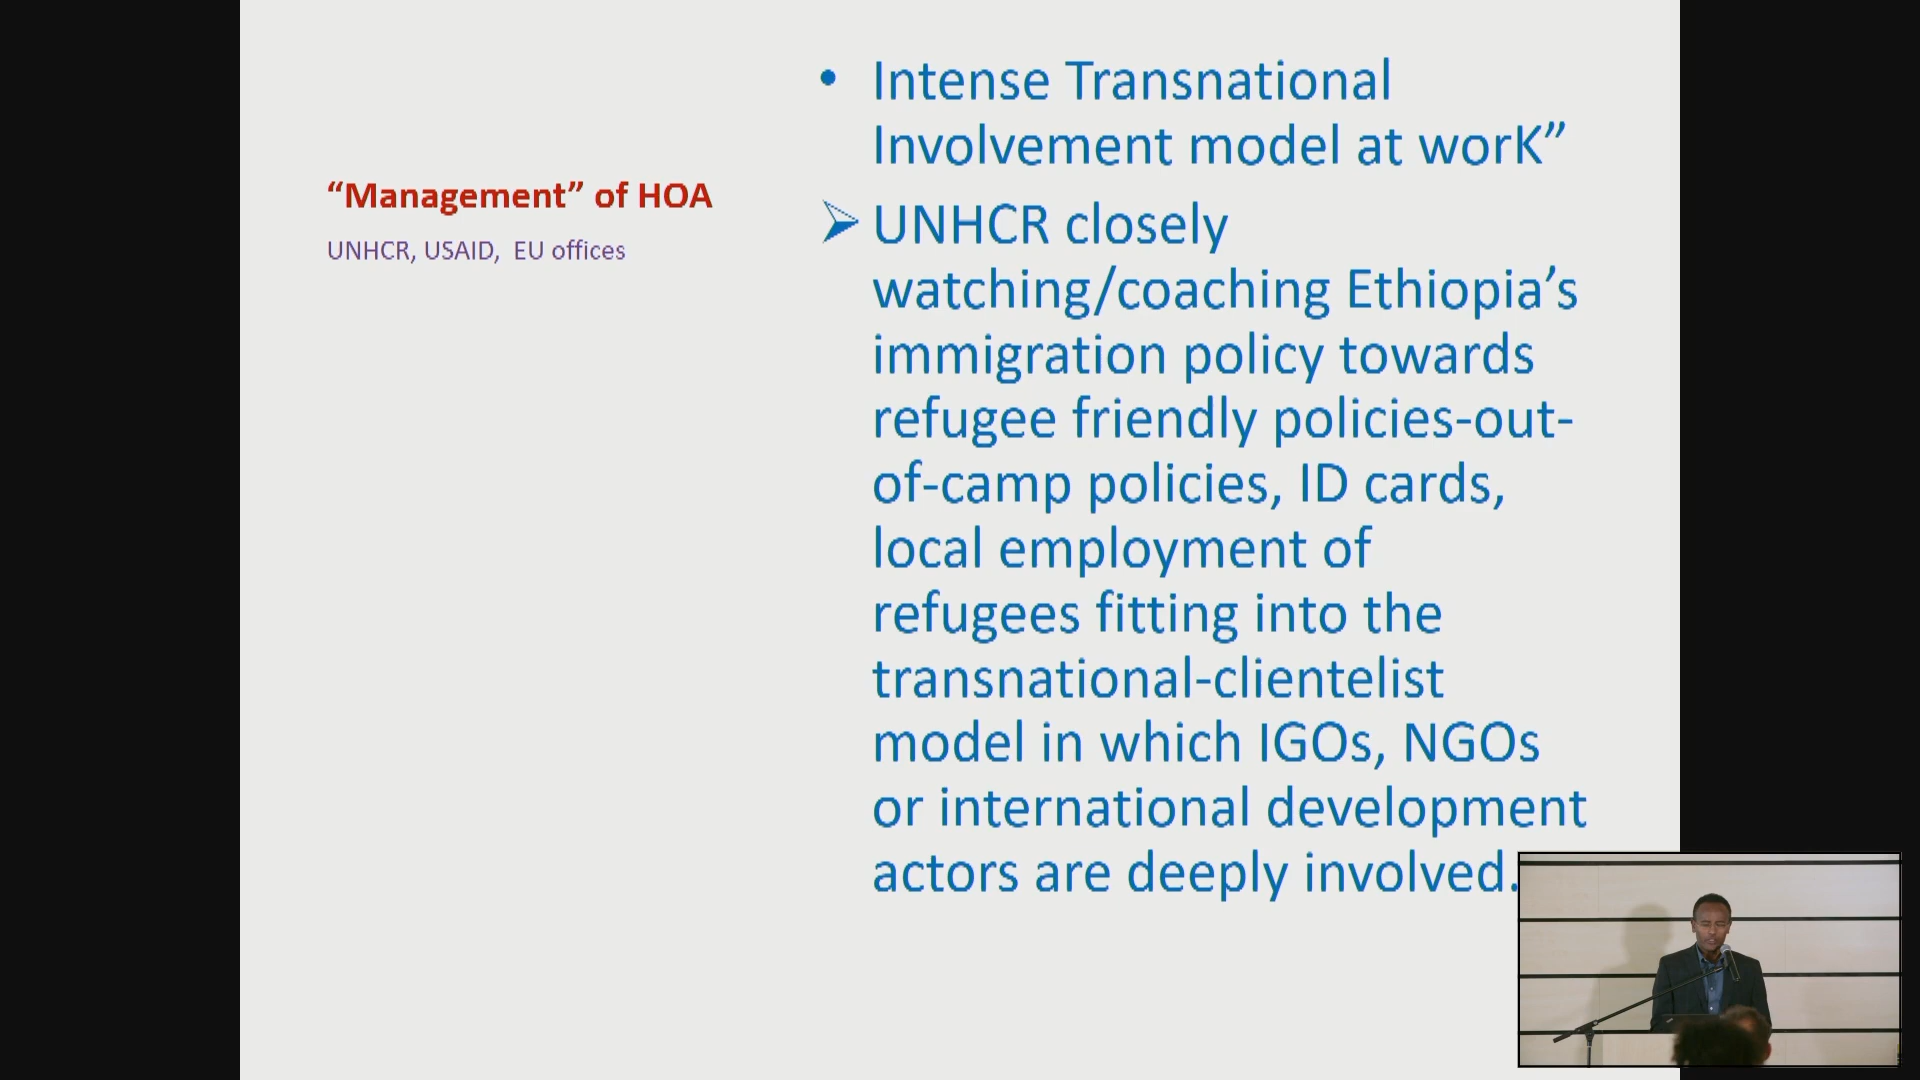 “Management” of HOA
UNHCR, USAID,  EU offices
• Intense Transnational
Involvement model at worK”
➢ UNHCR closely
watching/coaching Ethiopia’s
immigration policy towards
refugee friendly policies-out-
of-camp policies, ID cards,
local employment of
refugees fitting into the
transnational-clientelist
model in which IGOs, NGOs
or international development
actors are deeply involved.